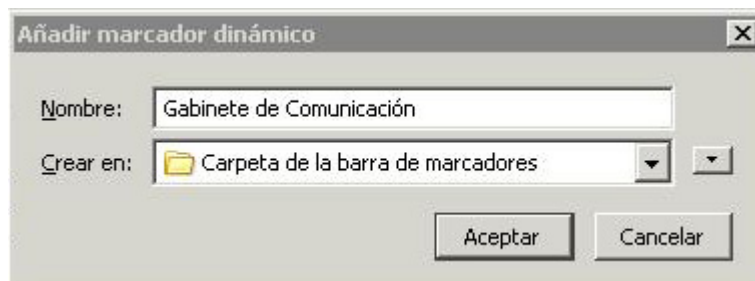 Añadir marcador dinámico
Nombre: Gabinete de Comunicación
Crear en: Carpeta de la barra de marcadores
Aceptar Cancelar